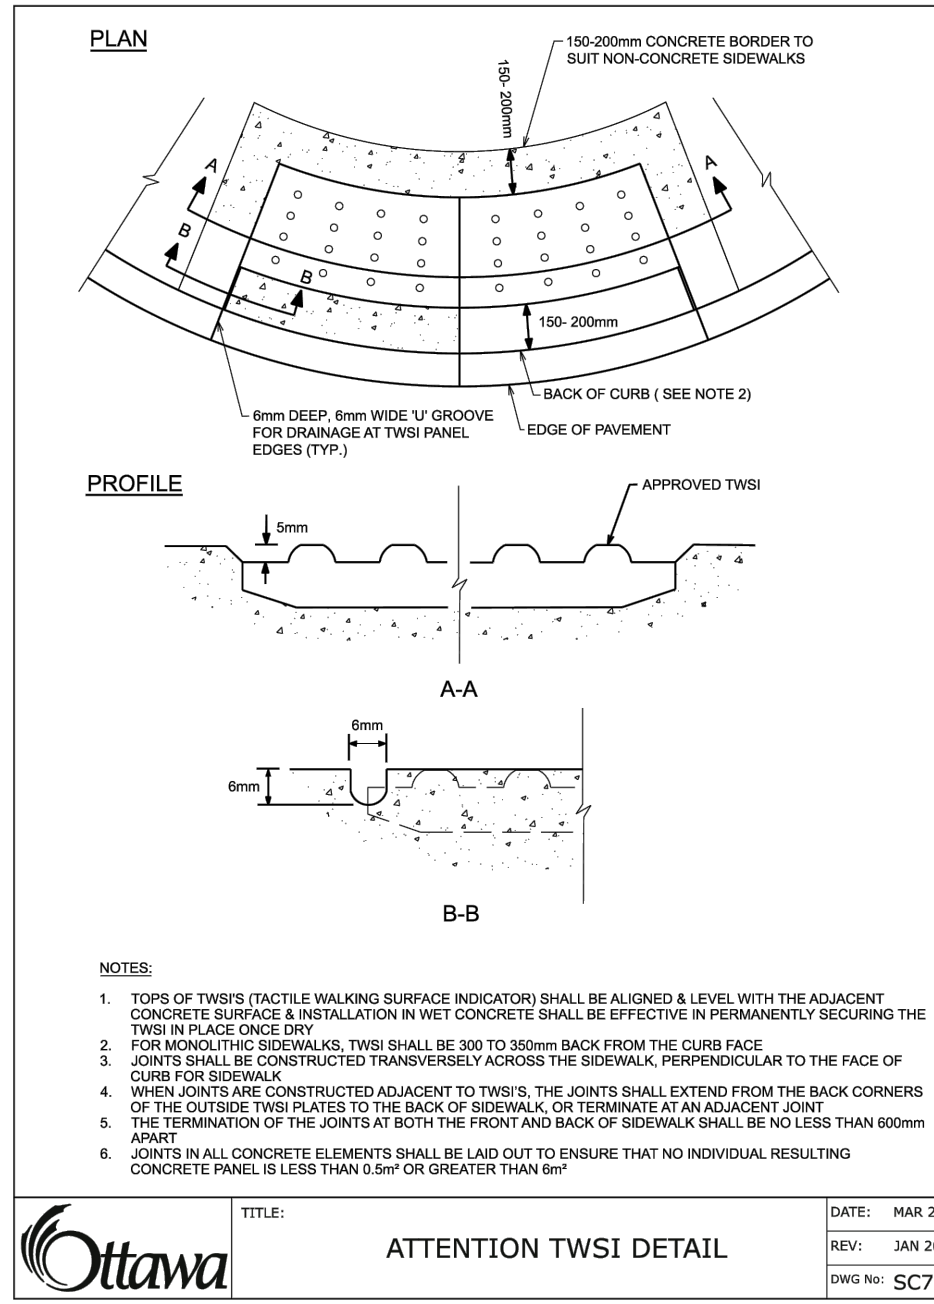 PLAN
150-200mm CONCRETE BORDER TO
SUIT NON-CONCRETE SIDEWALKS
150- 200mm
A
A
B
B
150- 200mm
BACK OF CURB ( SEE NOTE 2)
6mm DEEP, 6mm WIDE 'U' GROOVE
FOR DRAINAGE AT TWSI PANEL
EDGES (TYP.)
EDGE OF PAVEMENT
PROFILE
APPROVED TWSI
5mm
A-A
6mm
6mm
B-B
NOTES:
1. TOPS OF TWSI'S (TACTILE WALKING SURFACE INDICATOR) SHALL BE ALIGNED & LEVEL WITH THE ADJACENT
CONCRETE SURFACE & INSTALLATION IN WET CONCRETE SHALL BE EFFECTIVE IN PERMANENTLY SECURING THE
TWSI IN PLACE ONCE DRY
2. FOR MONOLITHIC SIDEWALKS, TWSI SHALL BE 300 TO 350mm BACK FROM THE CURB FACE
3. JOINTS SHALL BE CONSTRUCTED TRANSVERSELY ACROSS THE SIDEWALK, PERPENDICULAR TO THE FACE OF
CURB FOR SIDEWALK
4. WHEN JOINTS ARE CONSTRUCTED ADJACENT TO TWSI'S, THE JOINTS SHALL EXTEND FROM THE BACK CORNERS
OF THE OUTSIDE TWSI PLATES TO THE BACK OF SIDEWALK, OR TERMINATE AT AN ADJACENT JOINT
5. THE TERMINATION OF THE JOINTS AT BOTH THE FRONT AND BACK OF SIDEWALK SHALL BE NO LESS THAN 600mm
APART
6. JOINTS IN ALL CONCRETE ELEMENTS SHALL BE LAID OUT TO ENSURE THAT NO INDIVIDUAL RESULTING
CONCRETE PANEL IS LESS THAN 0.5m² OR GREATER THAN 6m²
Ottawa
TITLE:
ATTENTION TWSI DETAIL
DATE: MAR
REV: JAN
DWG No: SC7